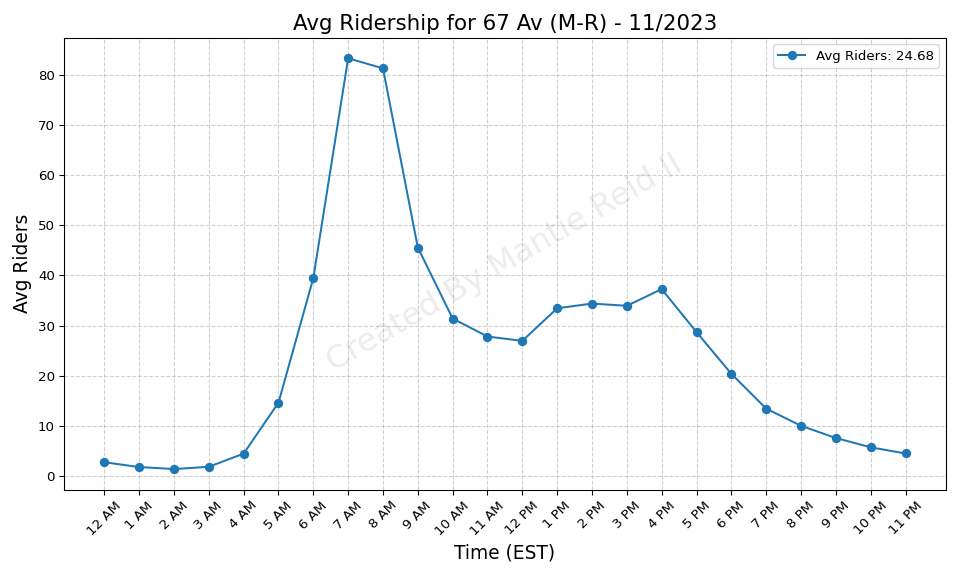 Avg Ridership for 67 Av (M-R) - 11/2023
Avg Riders: 24.68
Avg Riders
80
70
60
50
40
30
20
10
0
Created By Mantie Reid II
12 AM
1 AM
2 AM
3 AM
4 AM
5 AM
6 AM
7 AM
8 AM
9 AM
10 AM
11 AM
12 PM
1 PM
2 PM
3 PM
4 PM
5 PM
6 PM
7 PM
8 PM
9 PM
10 PM
11 PM
Time (EST)